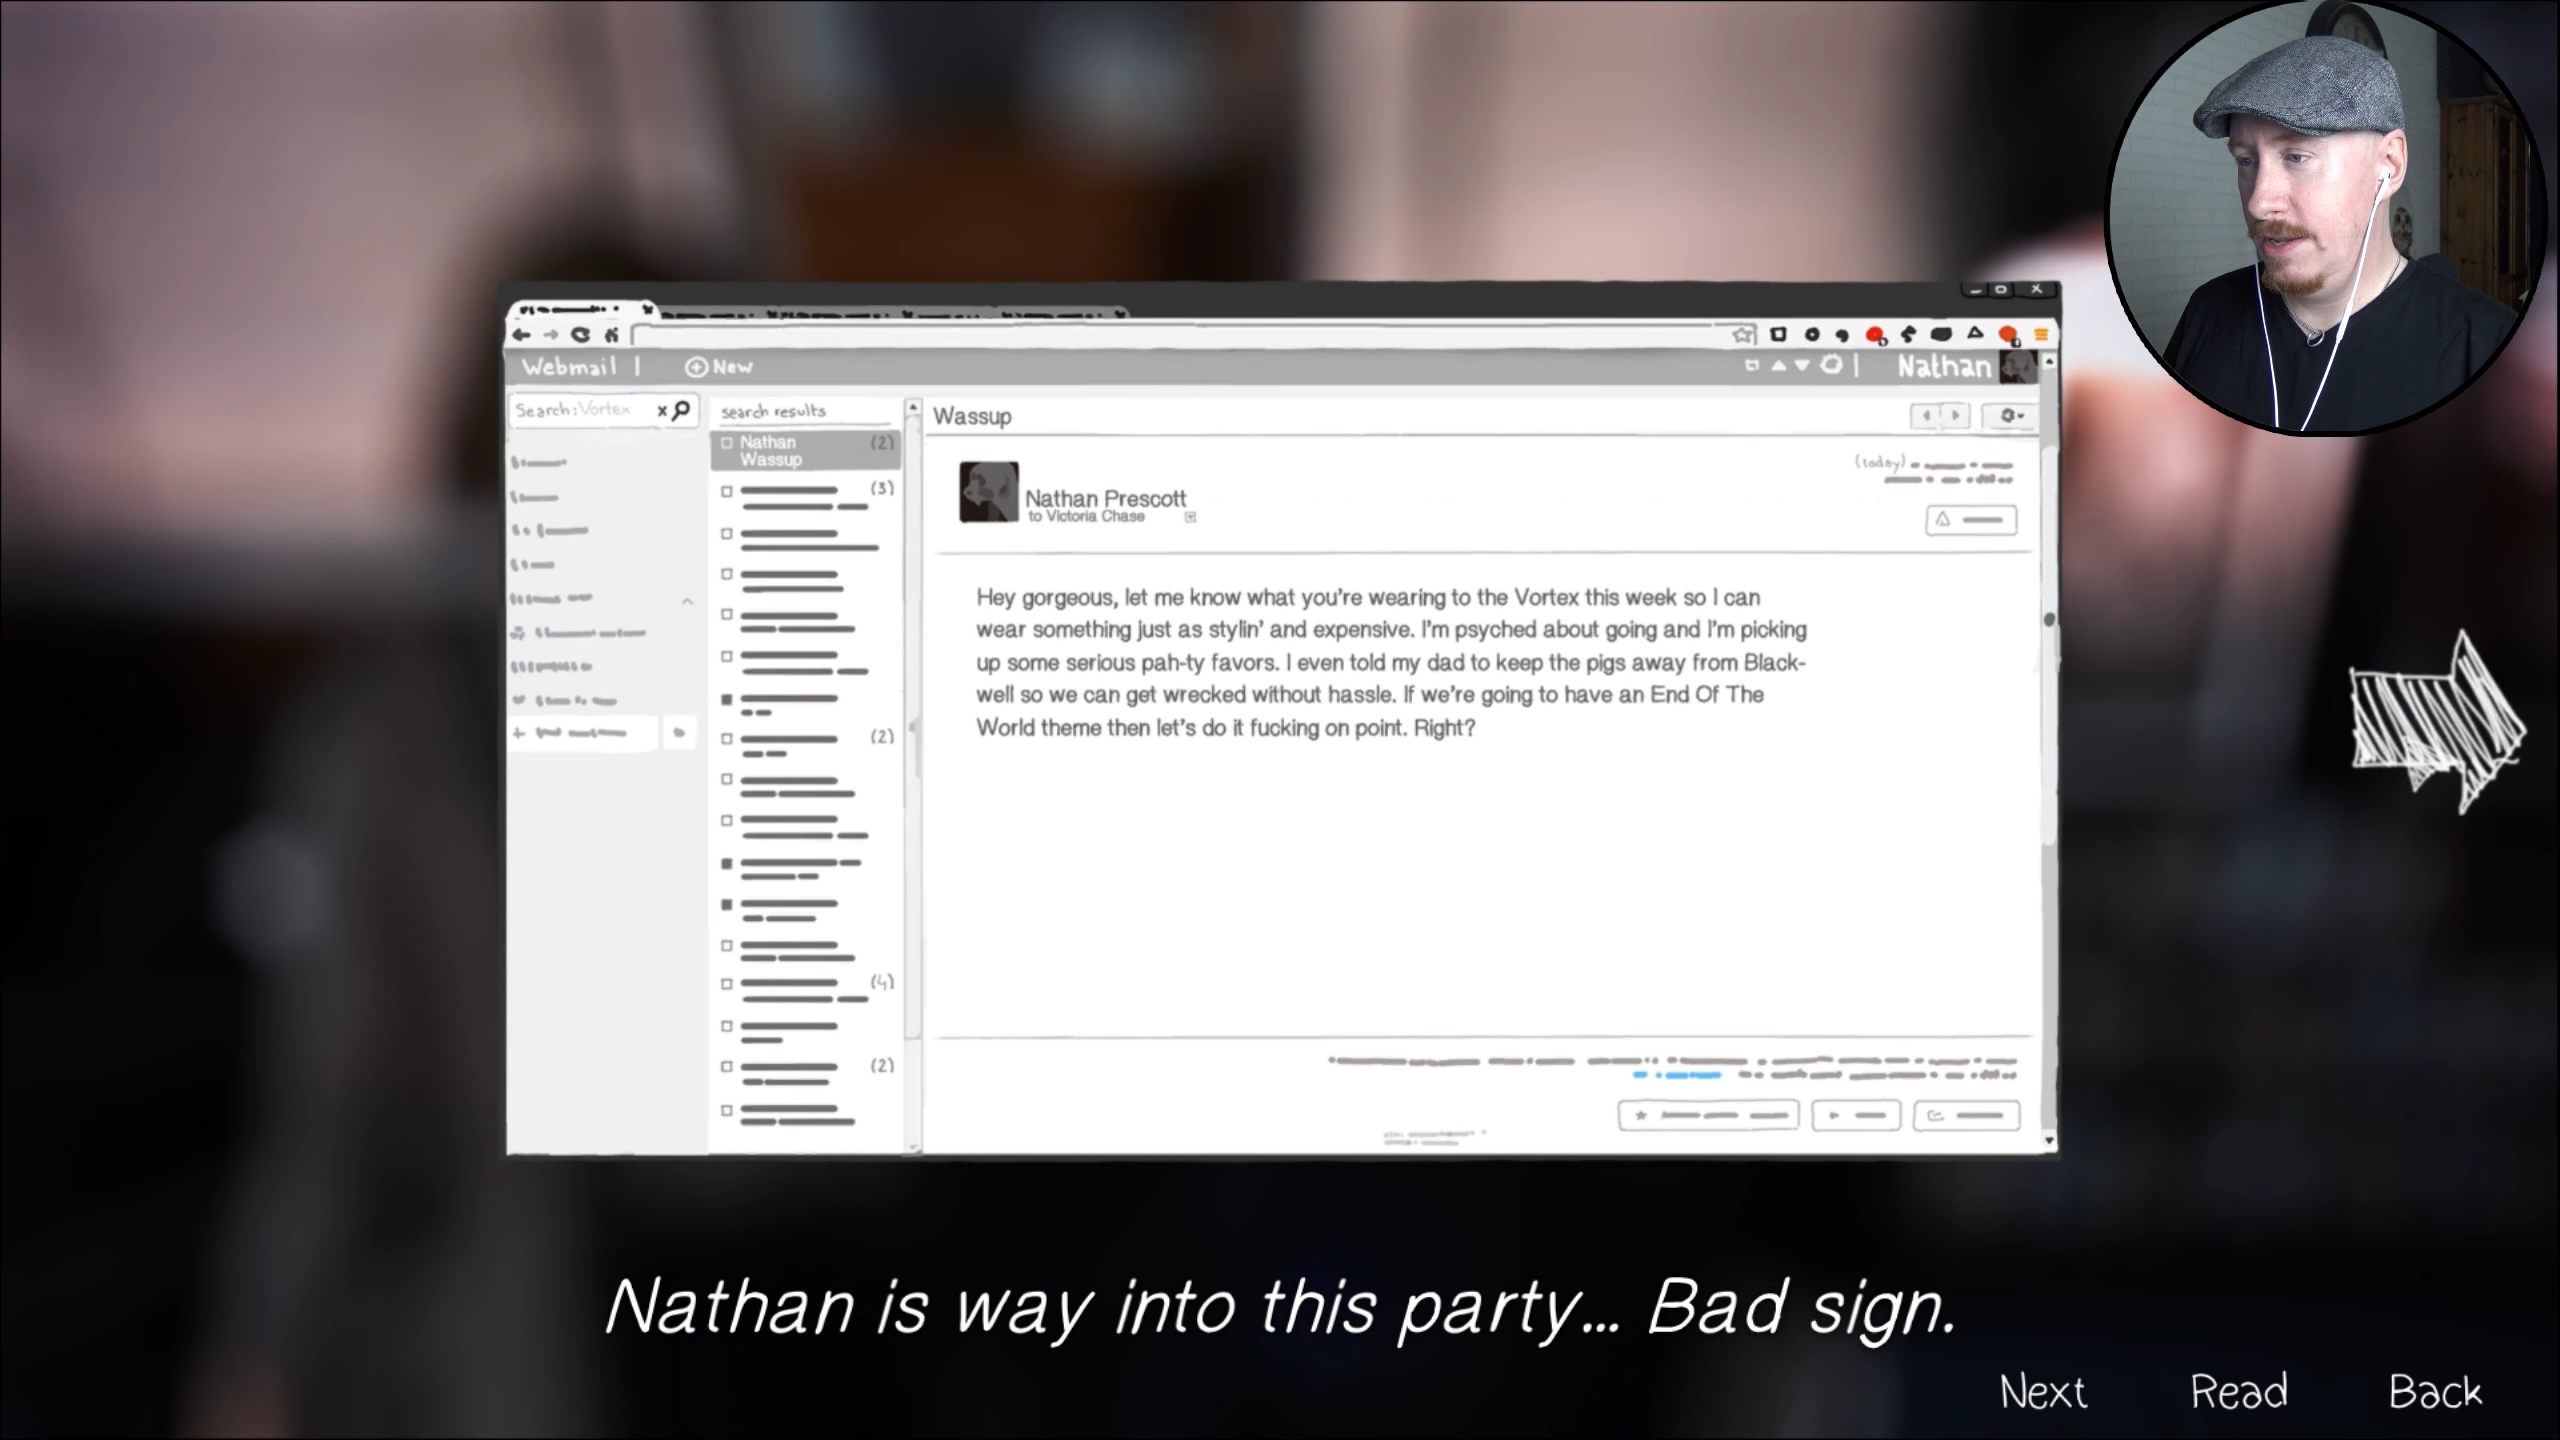 Webmail | New
Nathan
Search: Vortex x
search results
Nathan (2)
Wassup
(3)
(2)
(4)
(2)
Wassup
(today)
Nathan Prescott
to Victoria Chase
Hey gorgeous, let me know what you're wearing to the Vortex this week so I can
wear something just as stylin' and expensive. I'm psyched about going and I'm picking
up some serious pah-ty favors. I even told my dad to keep the pigs away from Black-
well so we can get wrecked without hassle. If we're going to have an End Of The
World theme then let's do it fucking on point. Right?
Nathan is way into this party... Bad sign.
Next Read Back